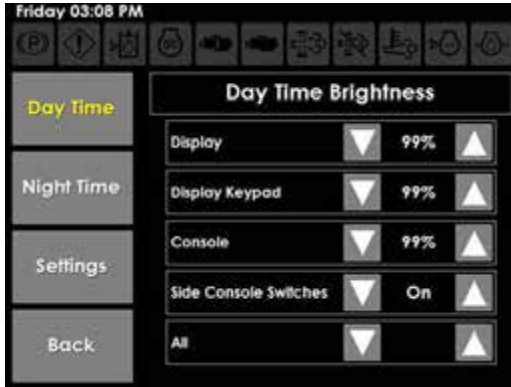 Friday 03:08 PM
Day Time
Night Time
Settings
Back
Day Time Brightness
Display 99%
Display Keypad 99%
Console 99%
Side Console Switches On
All